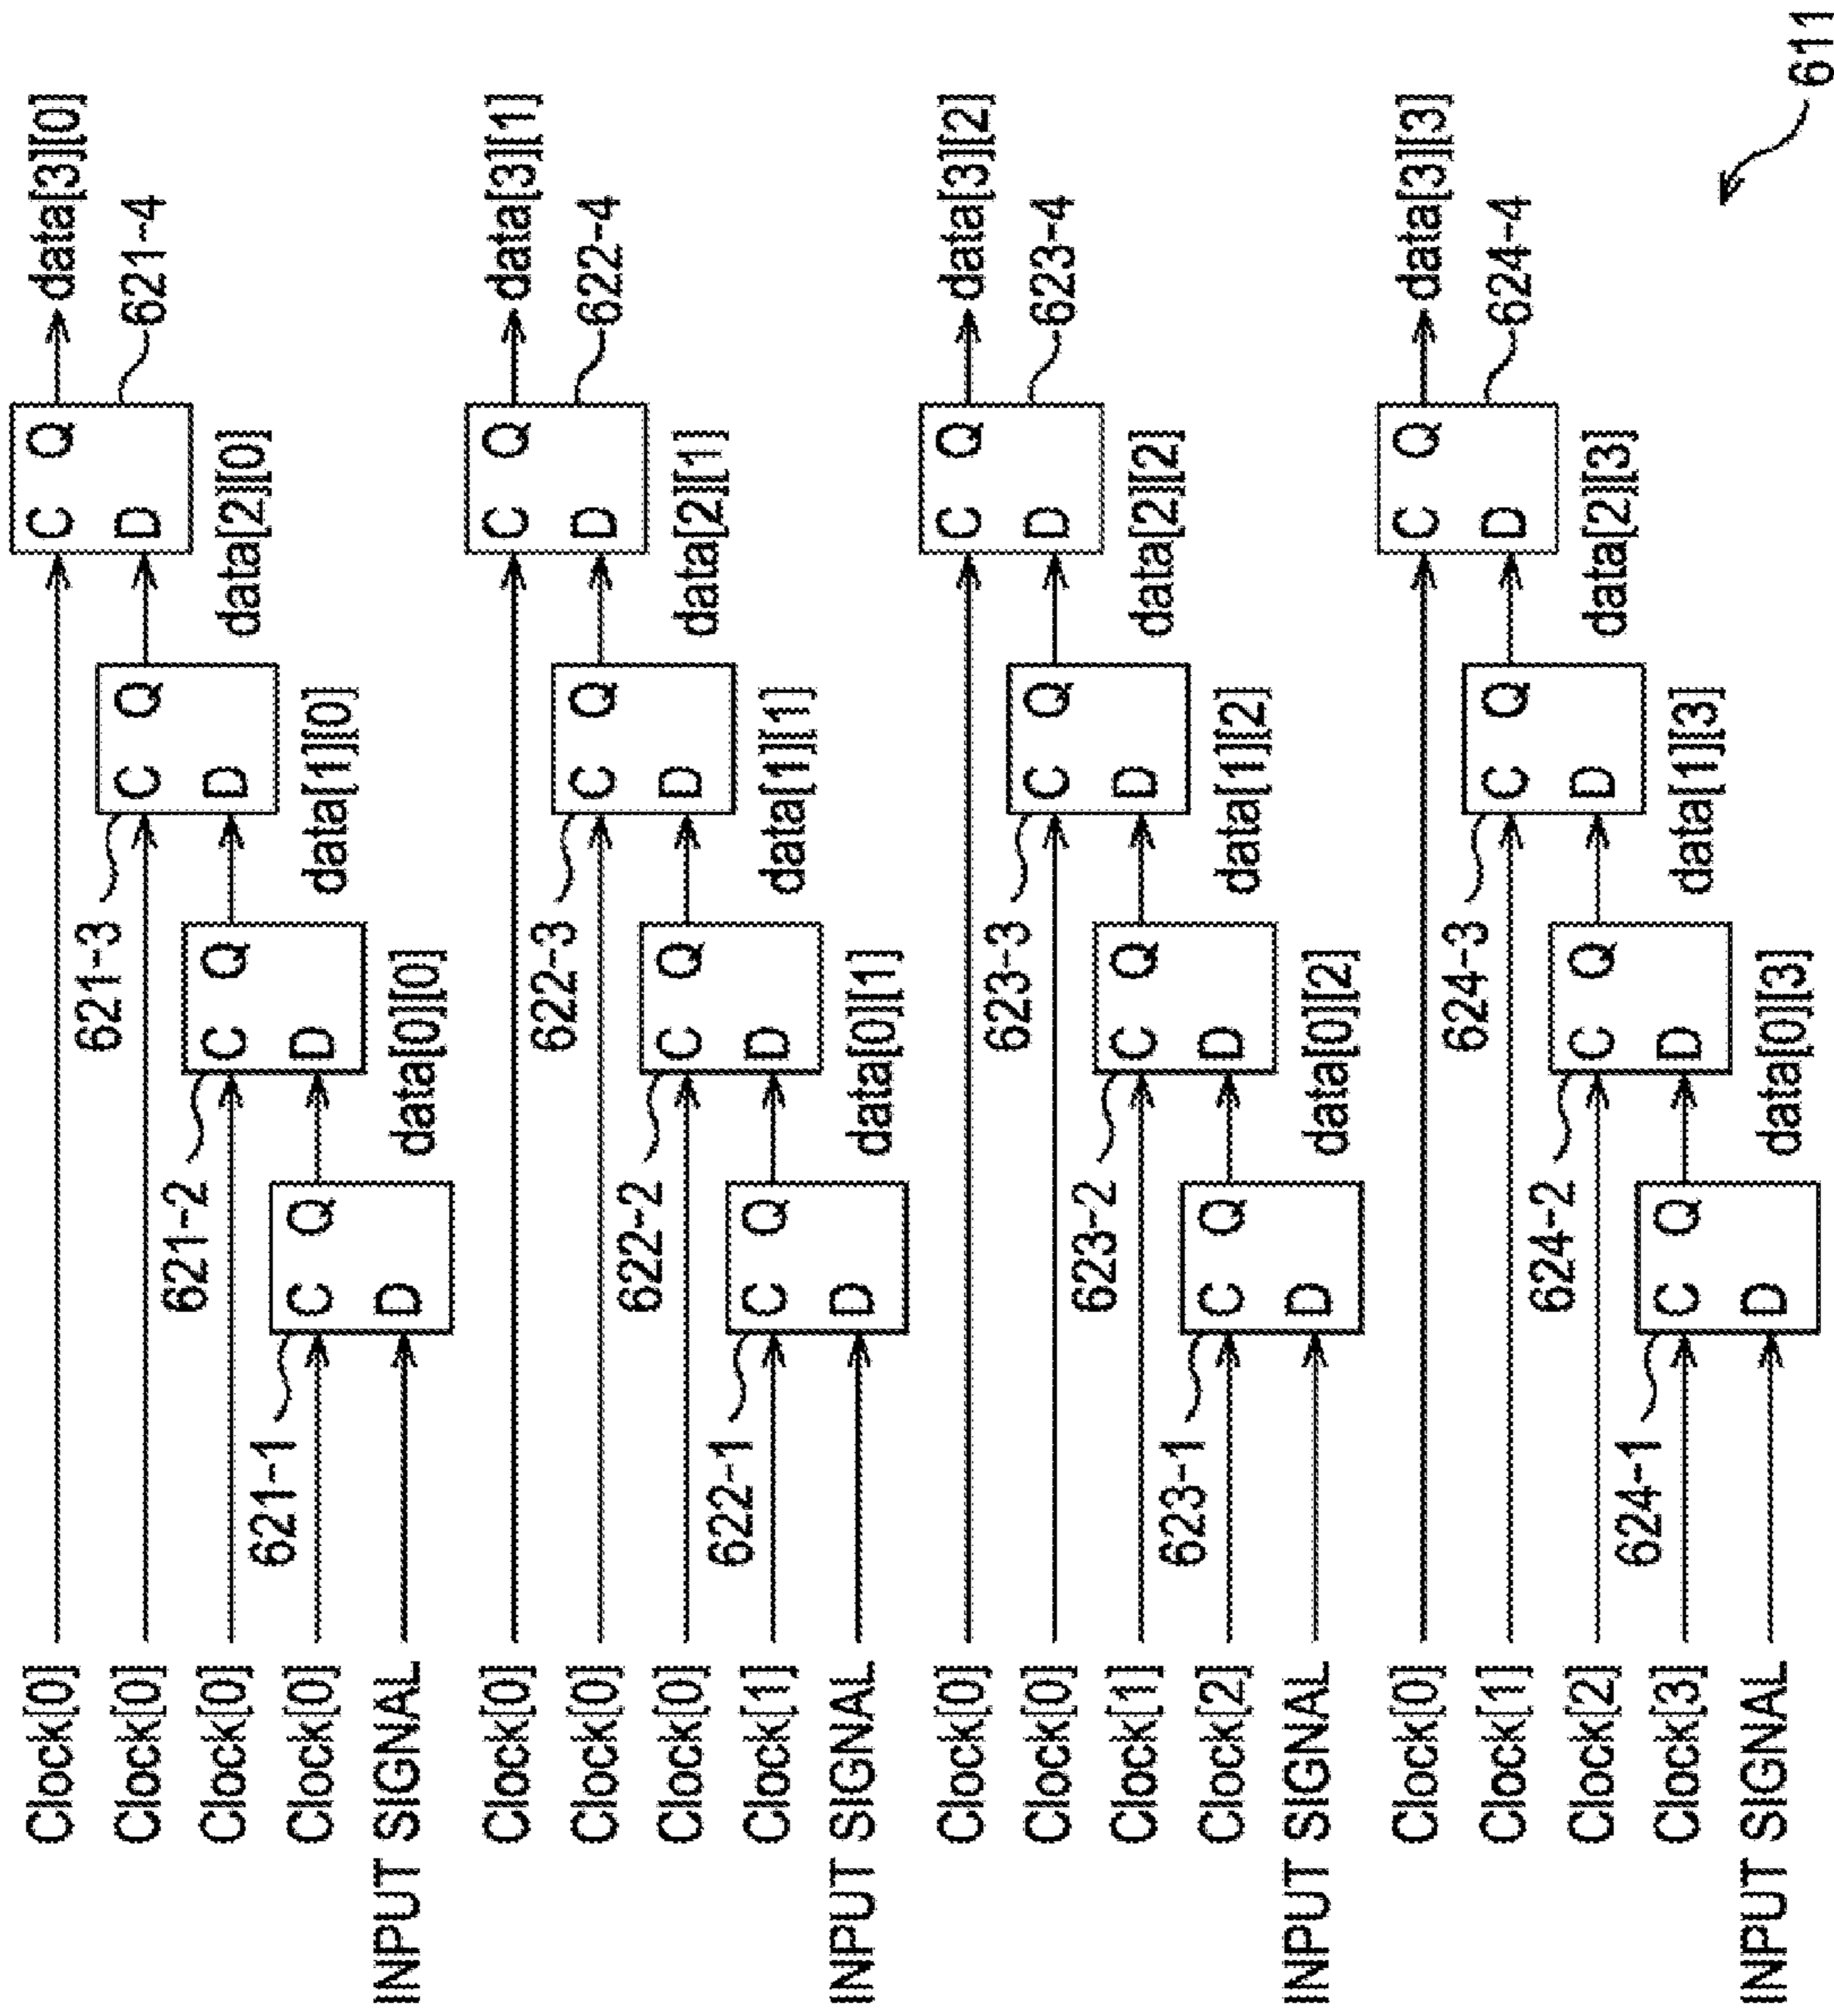 Clock[0]
Clock[0]
Clock[0]
Clock[0]
INPUT SIGNAL
621-1
C Q
D
data[0][0]
621-2
C Q
D
data[1][0]
621-3
C Q
D
data[2][0]
C Q
D
621-4
data[3][0]
Clock[0]
Clock[0]
Clock[0]
Clock[1]
INPUT SIGNAL
622-1
C Q
D
data[0][1]
622-2
C Q
D
data[1][1]
622-3
C Q
D
data[2][1]
C Q
D
622-4
data[3][1]
Clock[0]
Clock[0]
Clock[1]
Clock[2]
INPUT SIGNAL
623-1
C Q
D
data[0][2]
623-2
C Q
D
data[1][2]
623-3
C Q
D
data[2][2]
C Q
D
623-4
data[3][2]
Clock[0]
Clock[1]
Clock[2]
Clock[3]
INPUT SIGNAL
624-1
C Q
D
data[0][3]
624-2
C Q
D
data[1][3]
624-3
C Q
D
data[2][3]
C Q
D
624-4
data[3][3]
611